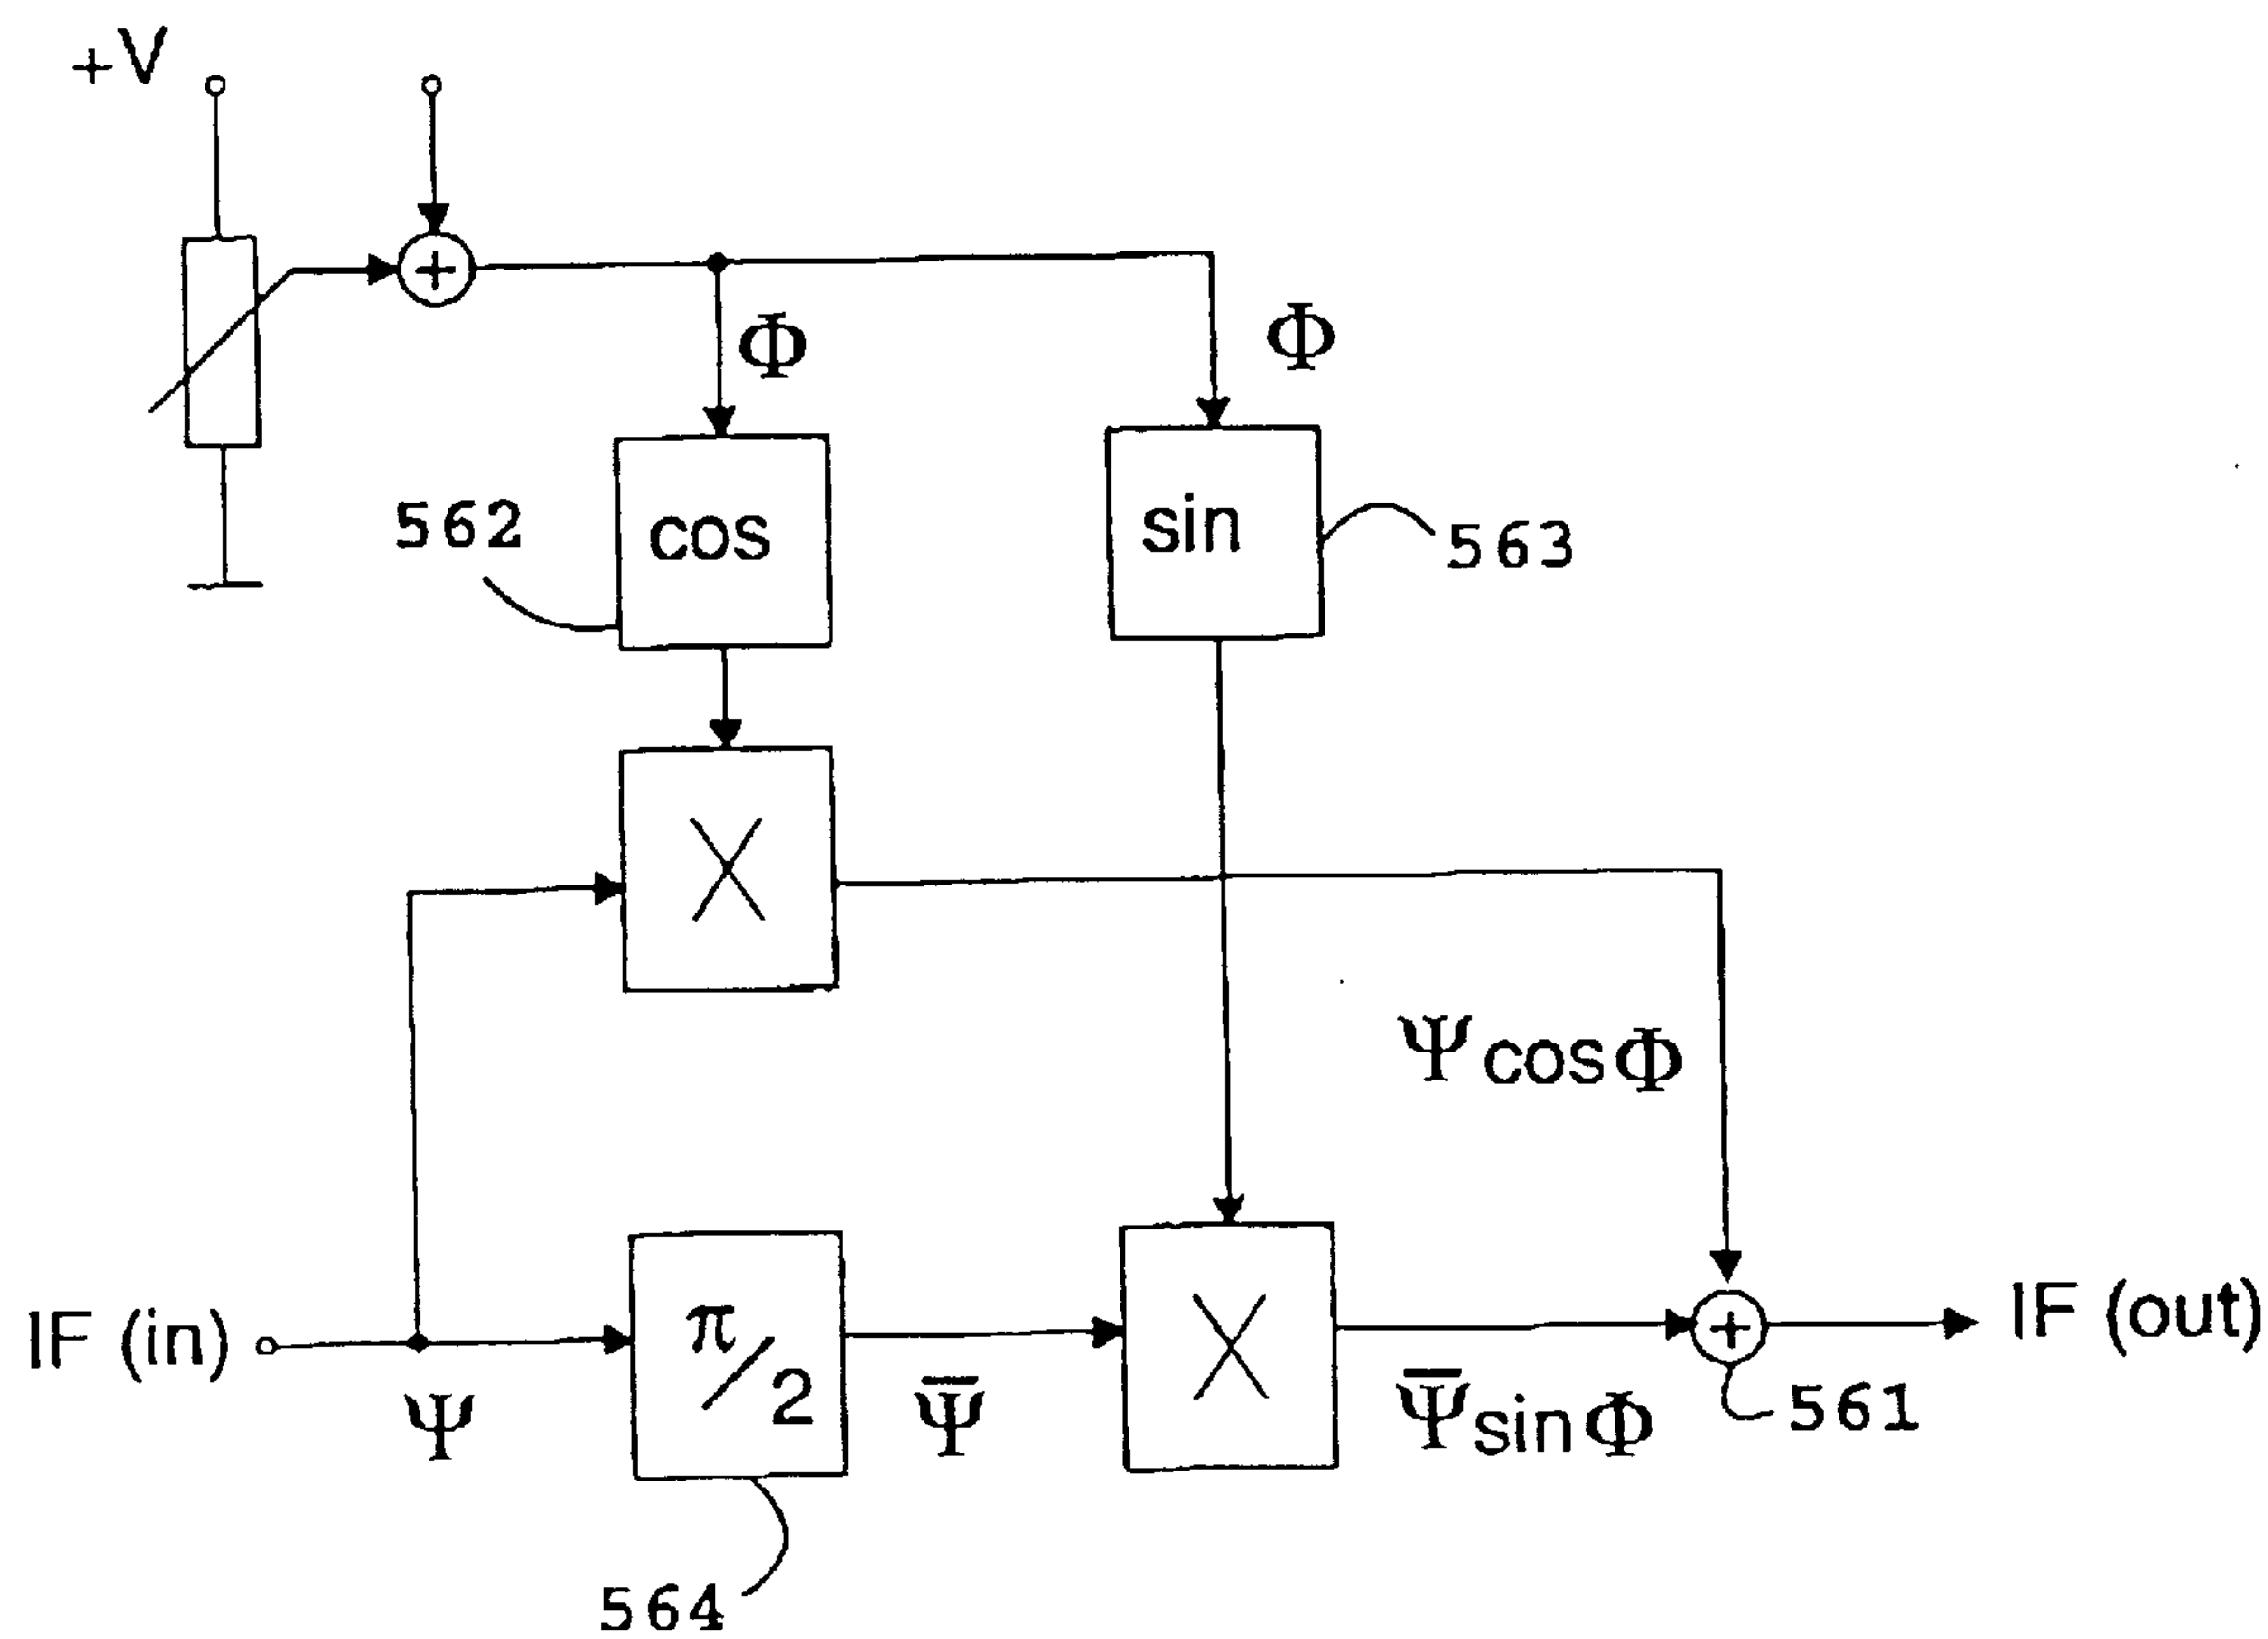 +V
+
Φ
Φ
562
cos
sin
563
X
Ψcosφ
IF (in)
π/2
X
+
IF (out)
Ψ
Ψ̅
Ψ̅sinΦ
561
564